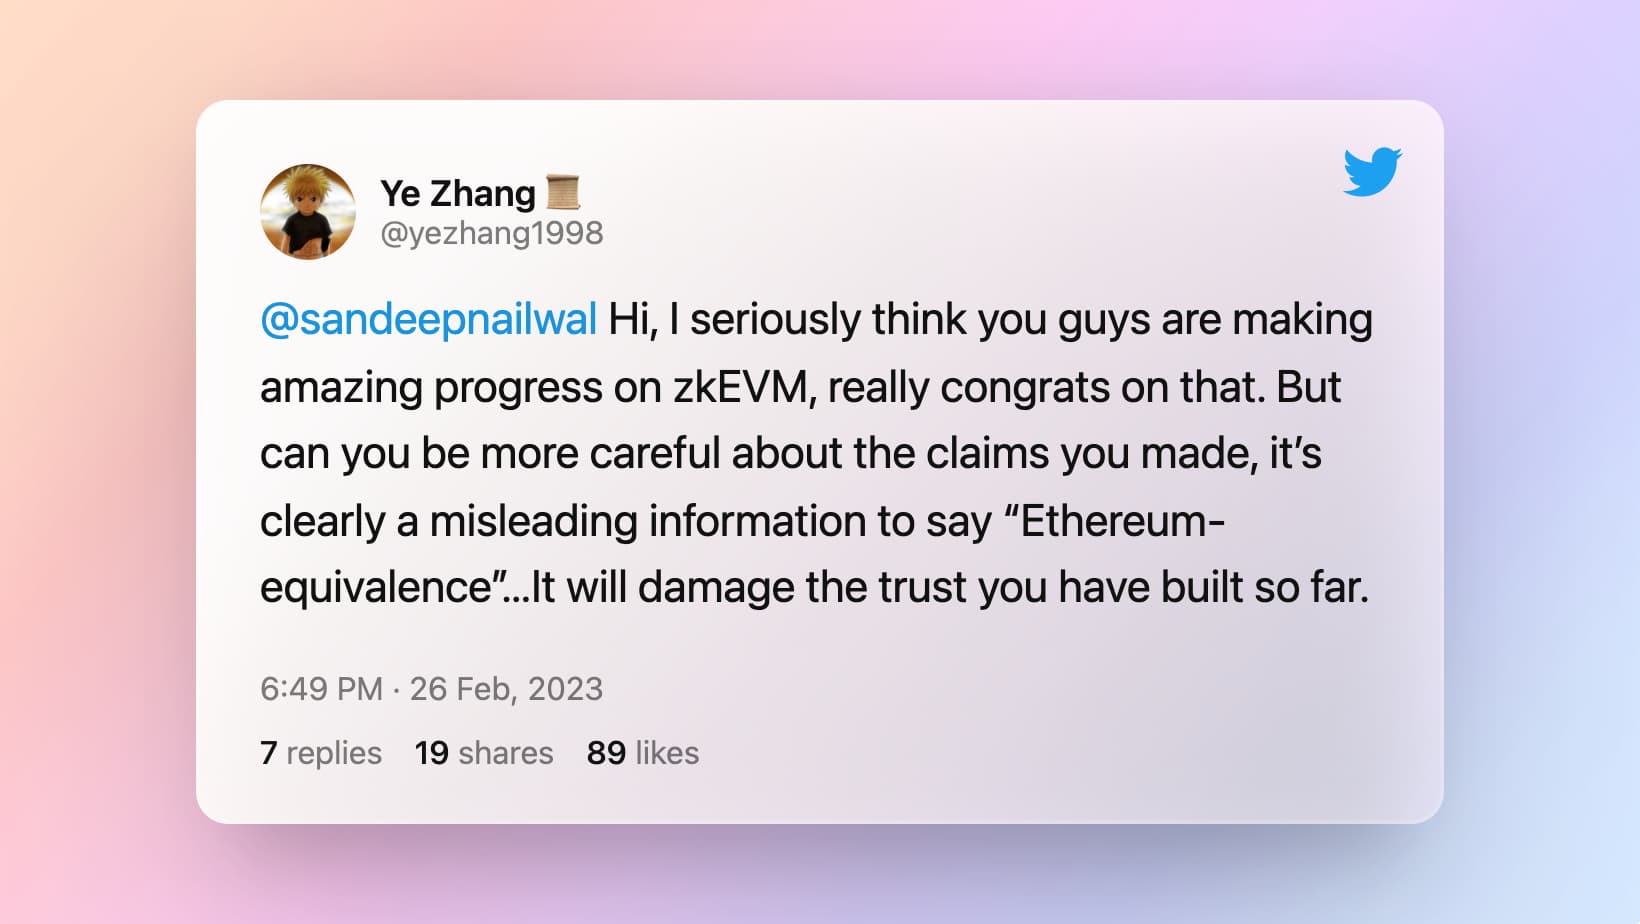 Ye Zhang📜
@yezhang1998
@sandeepnailwal Hi, I seriously think you guys are making
amazing progress on zkEVM, really congrats on that. But
can you be more careful about the claims you made, it’s
clearly a misleading information to say “Ethereum-
equivalence”...It will damage the trust you have built so far.
6:49 PM · 26 Feb, 2023
7 replies 19 shares 89 likes